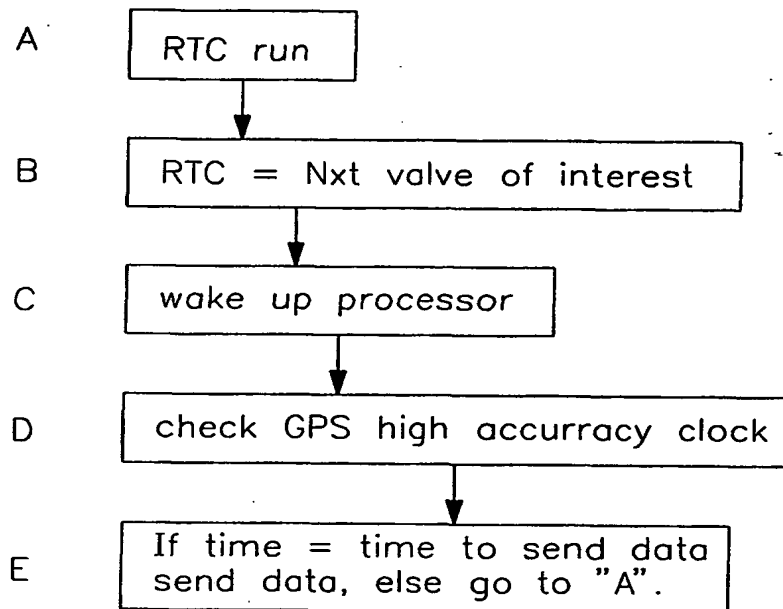 A
RTC run
B
RTC = Nxt valve of interest
C
wake up processor
D
check GPS high accurracy clock
E
If time = time to send data
send data, else go to "A".